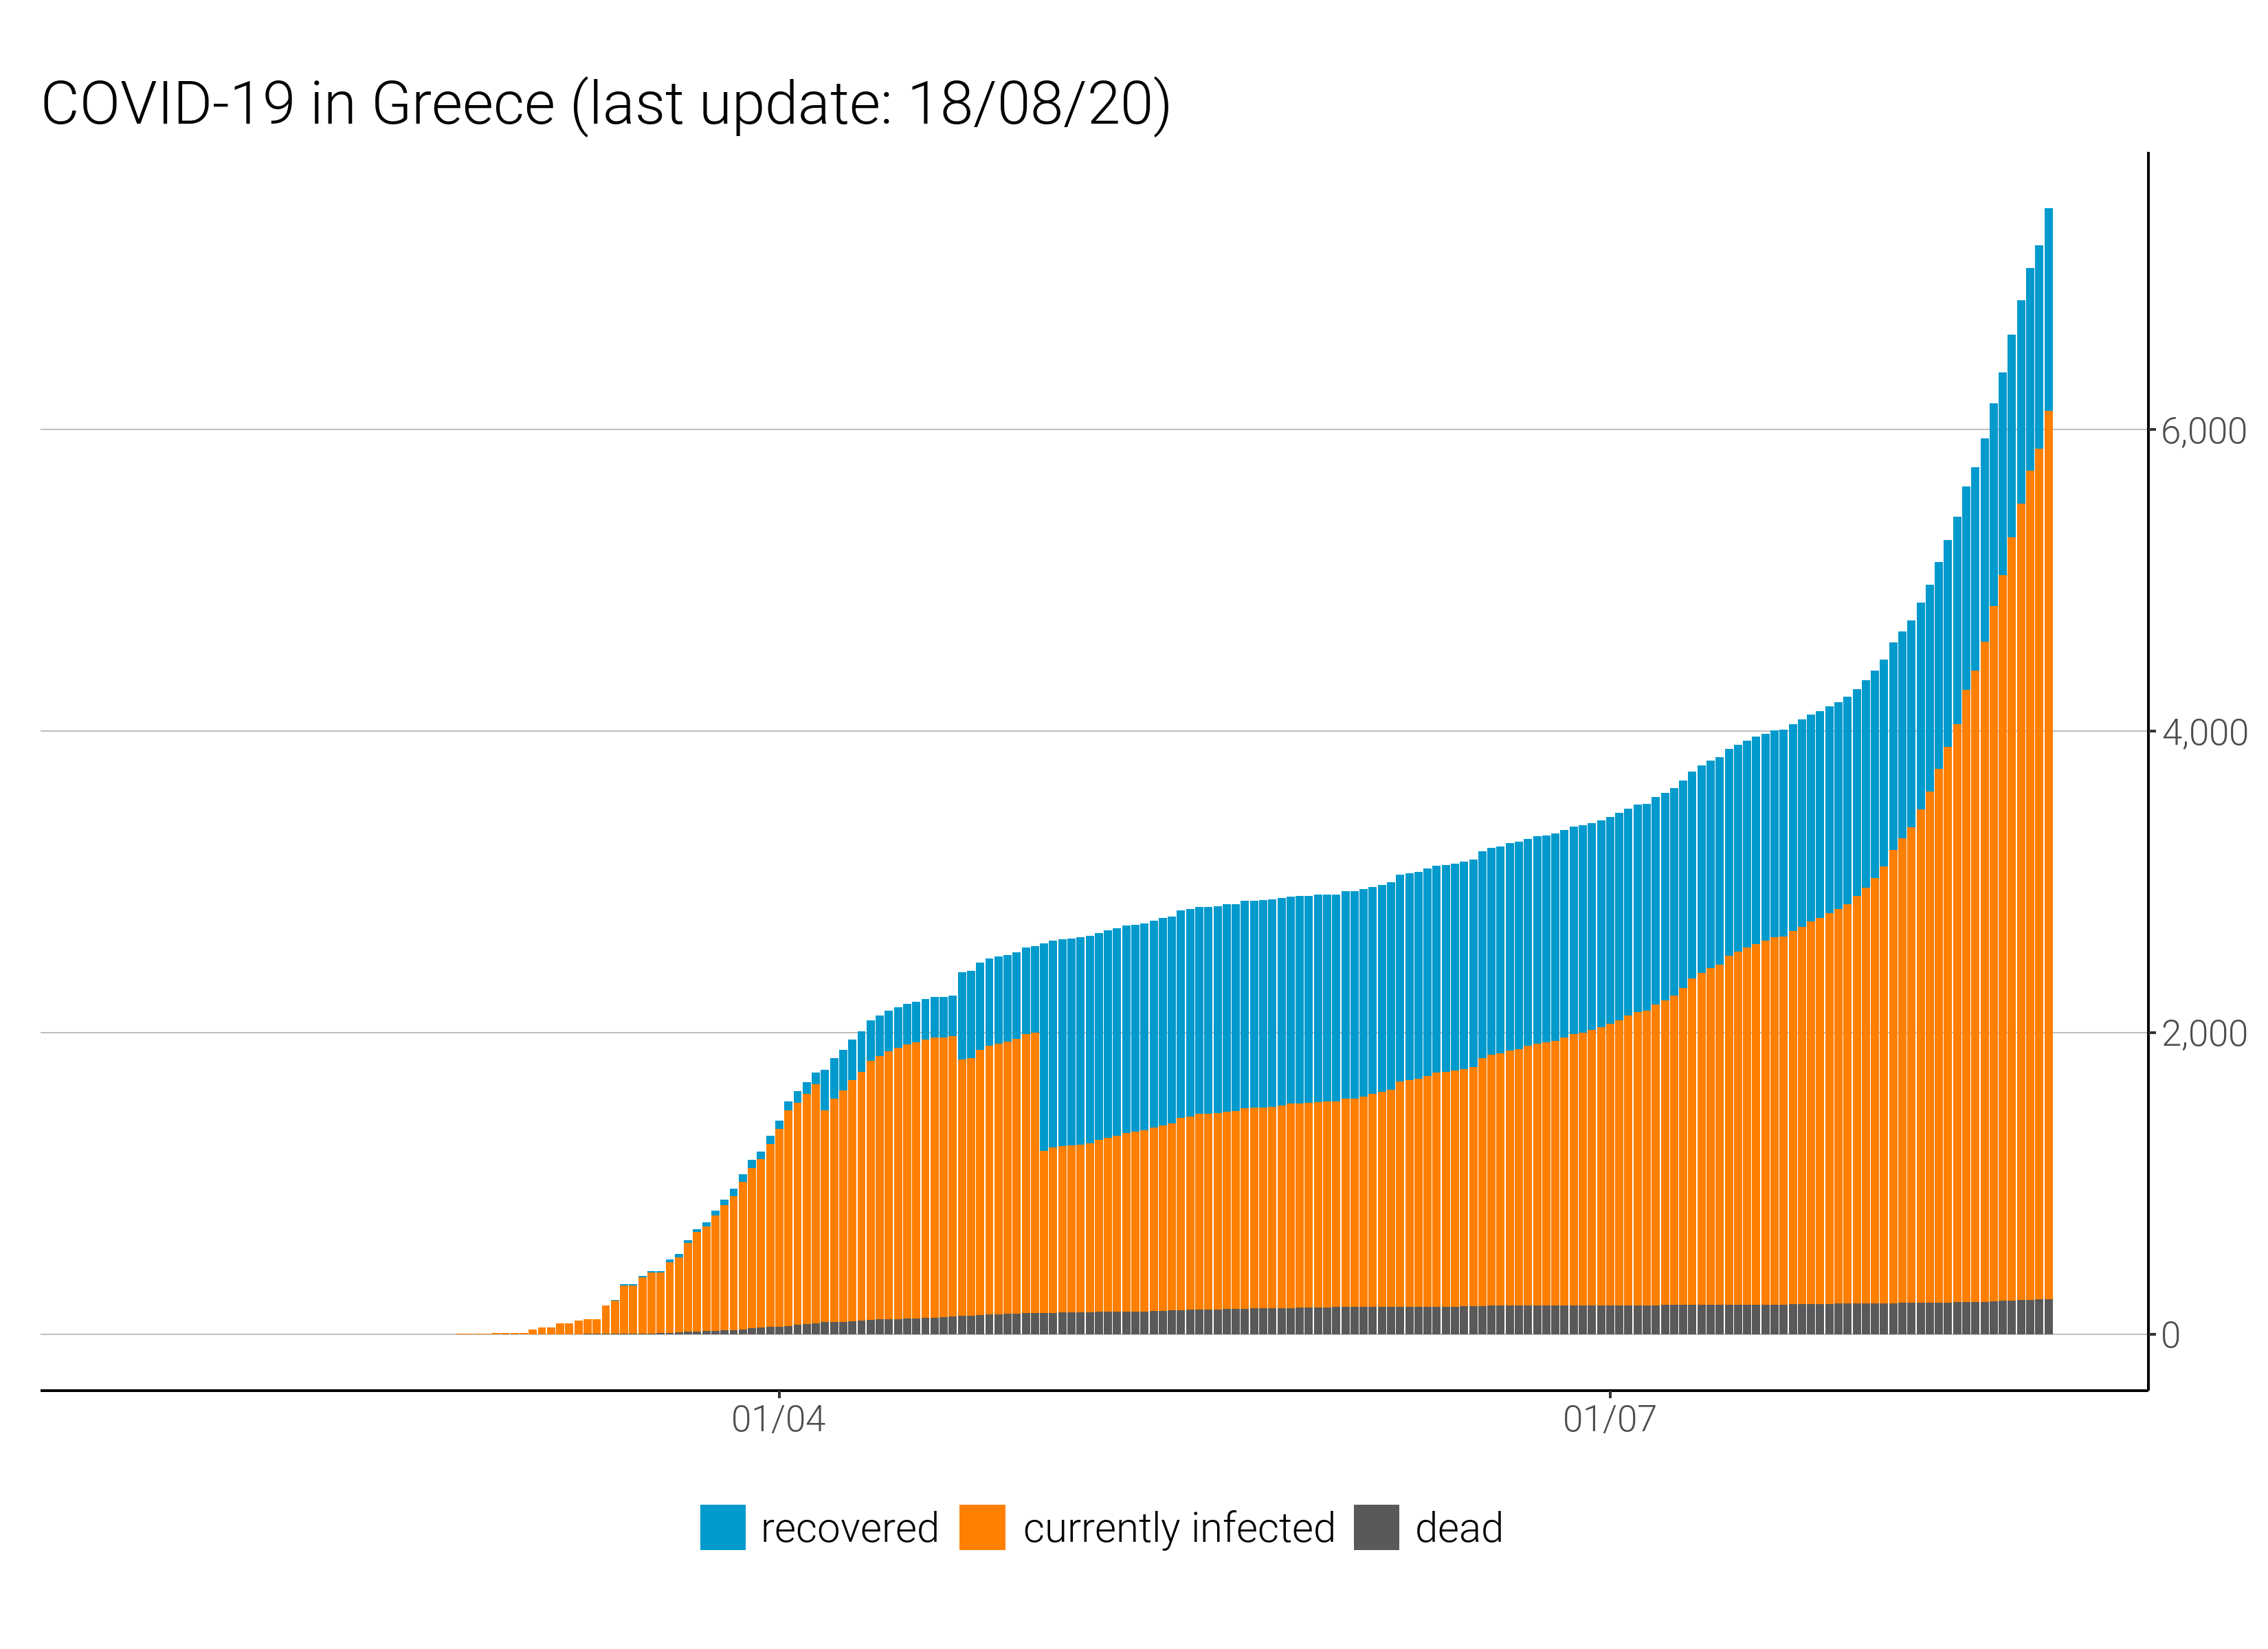 COVID-19 in Greece (last update: 18/08/20)
6,000
4,000
2,000
0
01/04 01/07
recovered currently infected dead